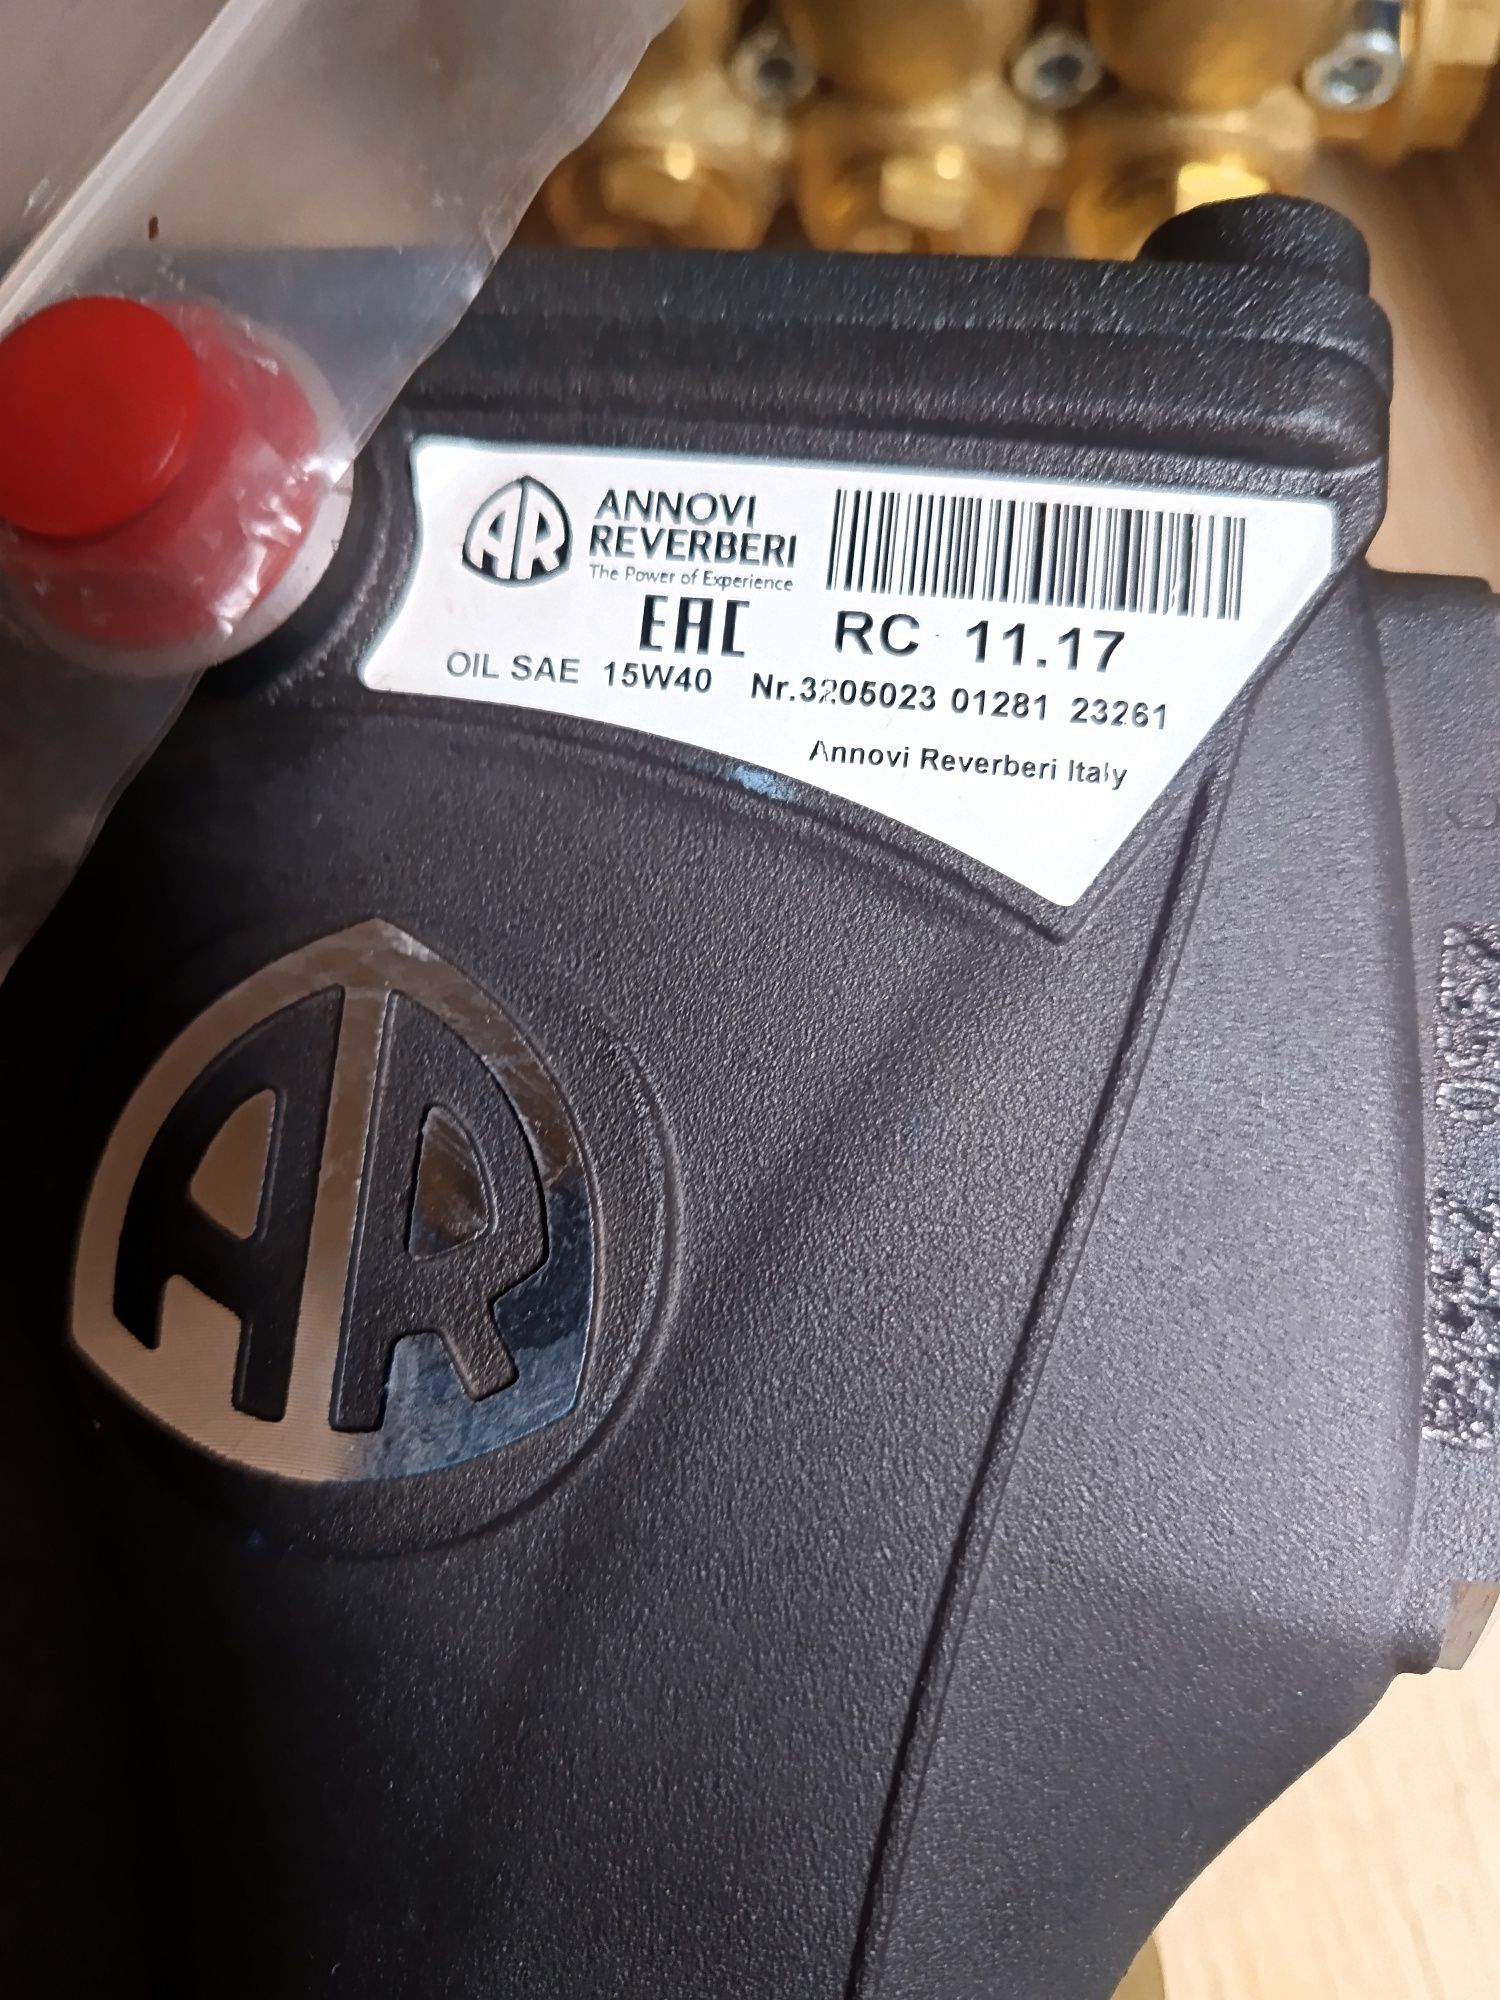 AR ANNOVI
REVERBERI
The Power of Experience
EAC RC 11.17
OIL SAE 15W40 Nr.3205023 01281 23261
Annovi Reverberi Italy
AR